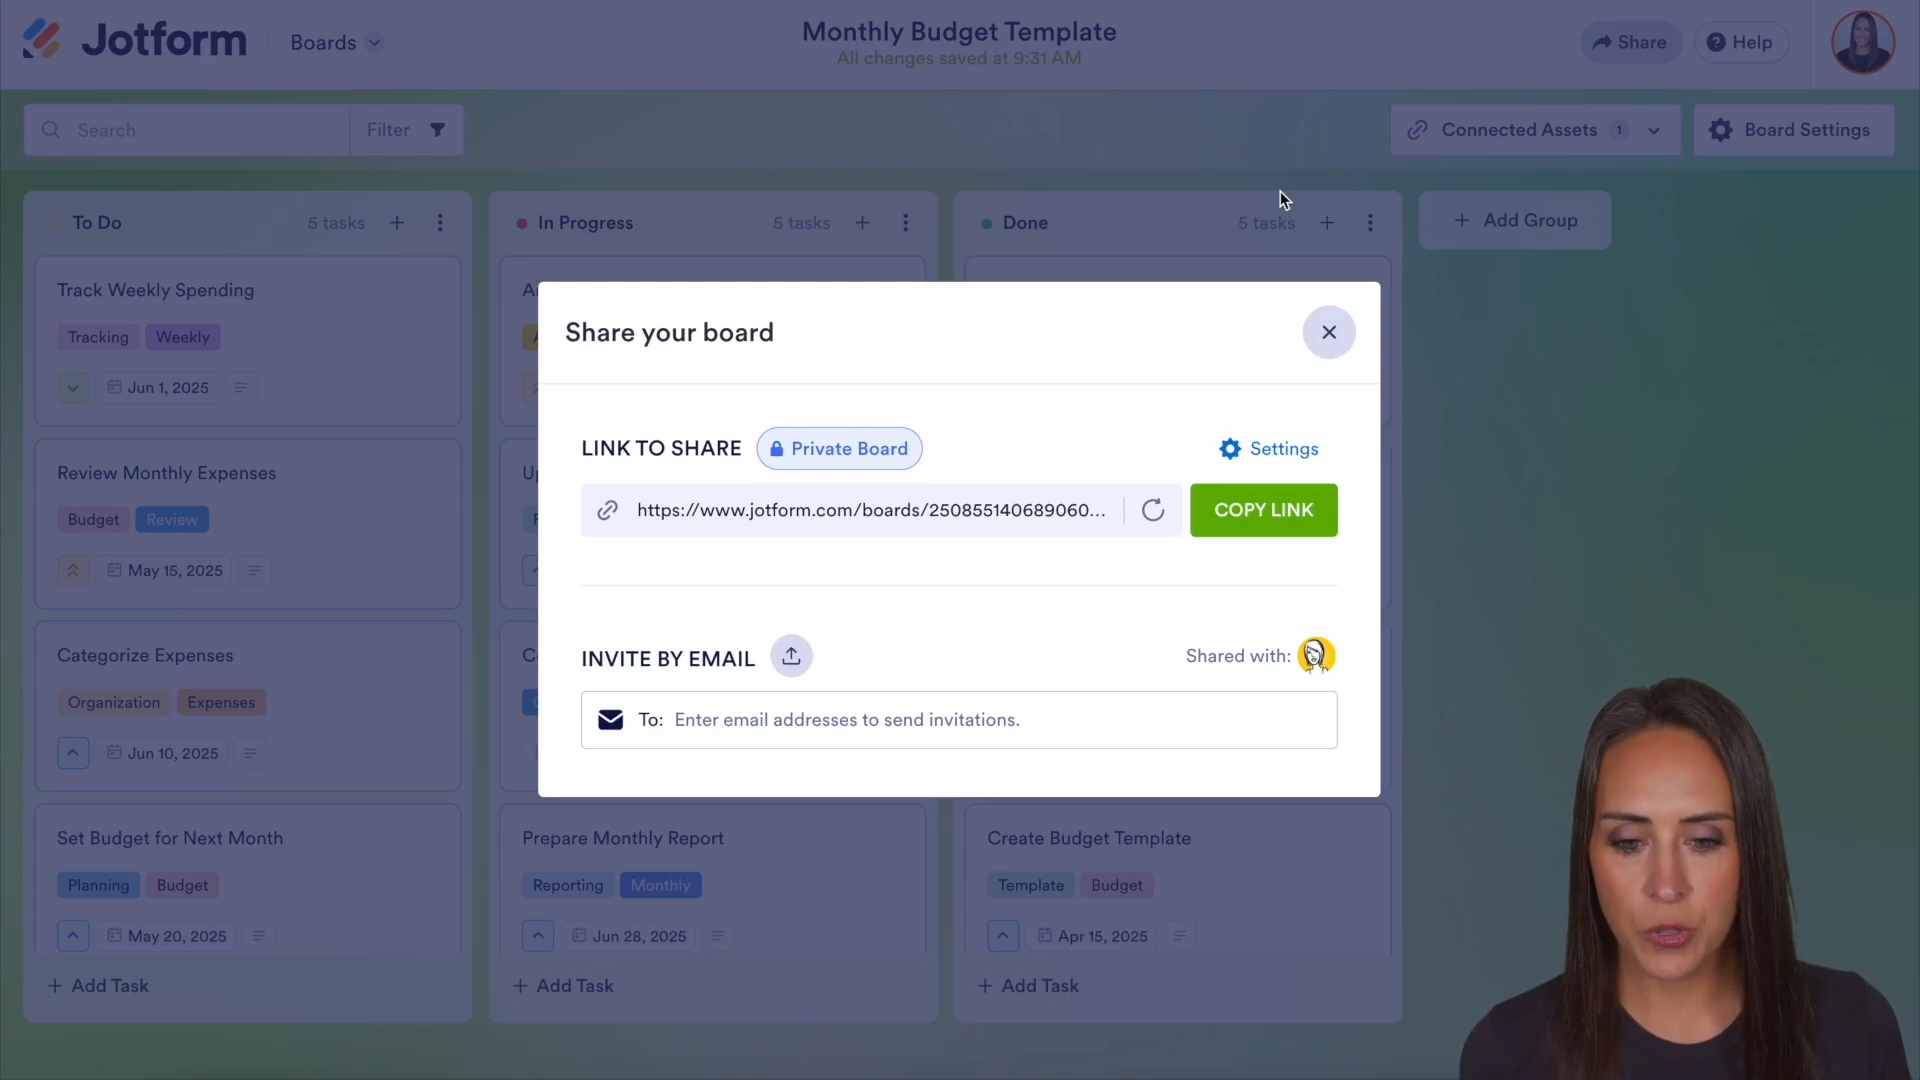 Jotform
Boards
Monthly Budget Template
All changes saved at 9:31 AM
Share
Help
Search
Filter
Connected Assets 1
Board Settings
To Do 5 tasks
In Progress 5 tasks
Done 5 tasks
Add Group
Track Weekly Spending
Tracking Weekly
Jun 1, 2025
Review Monthly Expenses
Budget Review
May 15, 2025
Categorize Expenses
Organization Expenses
Jun 10, 2025
Set Budget for Next Month
Planning Budget
May 20, 2025
Add Task
Prepare Monthly Report
Reporting Monthly
Jun 28, 2025
Add Task
Create Budget Template
Template Budget
Apr 15, 2025
Add Task
Share your board
LINK TO SHARE Private Board Settings
https://www.jotform.com/boards/250855140689060...
COPY LINK
INVITE BY EMAIL
Shared with:
To: Enter email addresses to send invitations.